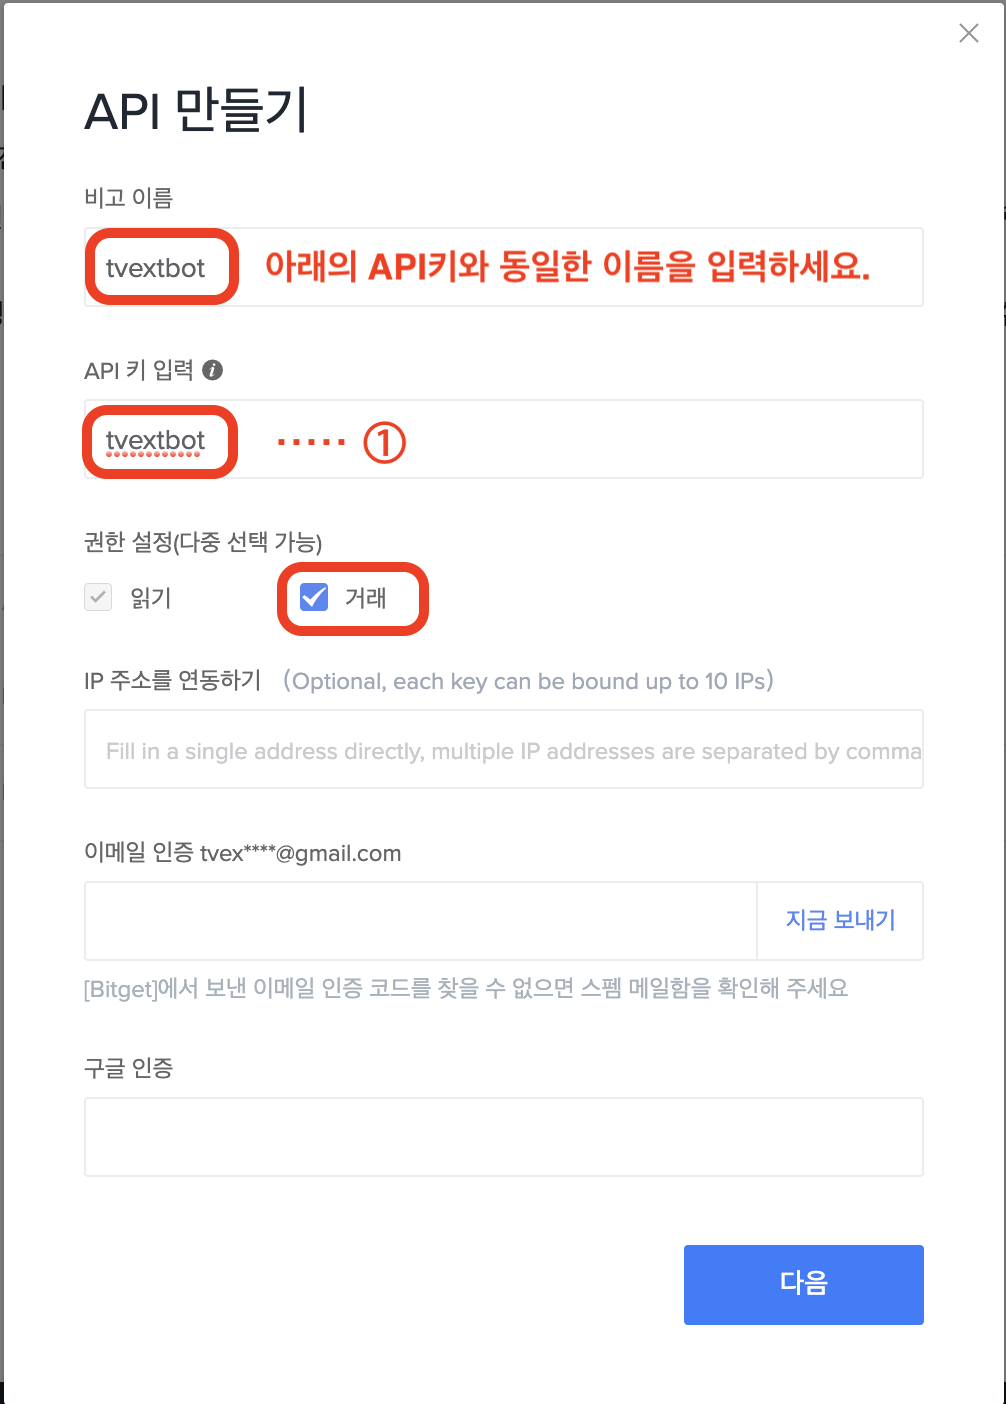 API 만들기
비고 이름
tvextbot 아래의 API키와 동일한 이름을 입력하세요.
API 키 입력 i
tvextbot ····· ①
권한 설정(다중 선택 가능)
읽기 거래
IP 주소를 연동하기 (Optional, each key can be bound up to 10 IPs)
Fill in a single address directly, multiple IP addresses are separated by comma
이메일 인증 tvex****@gmail.com
지금 보내기
[Bitget]에서 보낸 이메일 인증 코드를 찾을 수 없으면 스펨 메일함을 확인해 주세요
구글 인증
다음